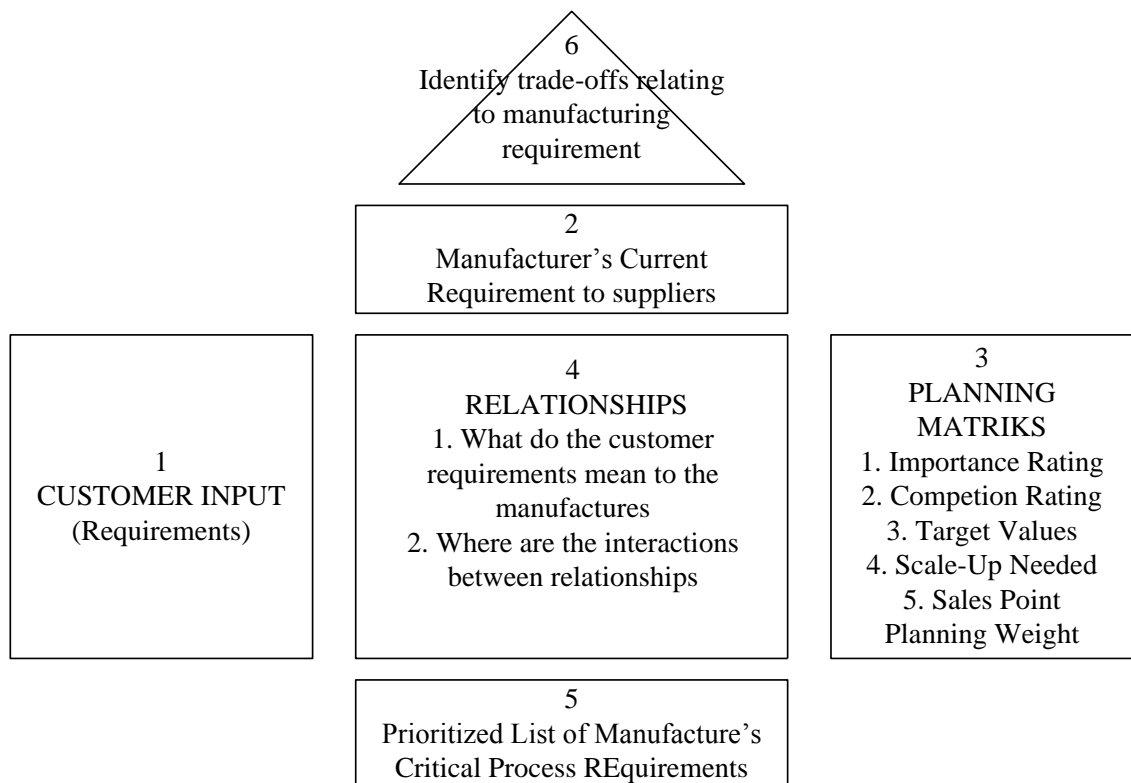 6
Identify trade-offs relating
to manufacturing
requirement
2
Manufacturer’s Current
Requirement to suppliers
1
CUSTOMER INPUT
(Requirements)
4
RELATIONSHIPS
1. What do the customer
requirements mean to the
manufactures
2. Where are the interactions
between relationships
3
PLANNING
MATRIKS
1. Importance Rating
2. Competion Rating
3. Target Values
4. Scale-Up Needed
5. Sales Point
Planning Weight
5
Prioritized List of Manufacture’s
Critical Process REquirements